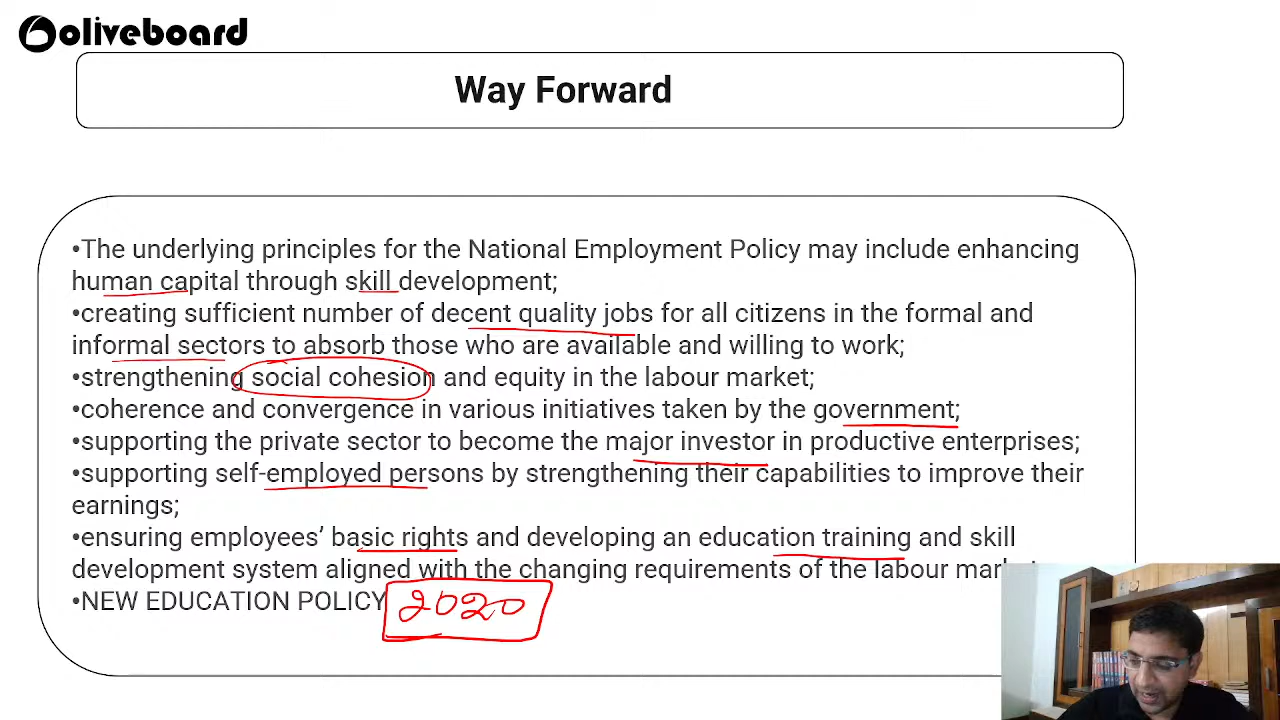 oliveboard
Way Forward
•The underlying principles for the National Employment Policy may include enhancing
human capital through skill development;
•creating sufficient number of decent quality jobs for all citizens in the formal and
informal sectors to absorb those who are available and willing to work;
•strengthening social cohesion and equity in the labour market;
•coherence and convergence in various initiatives taken by the government;
•supporting the private sector to become the major investor in productive enterprises;
•supporting self-employed persons by strengthening their capabilities to improve their
earnings;
•ensuring employees’ basic rights and developing an education training and skill
development system aligned with the changing requirements of the labour
•NEW EDUCATION POLICY 2020